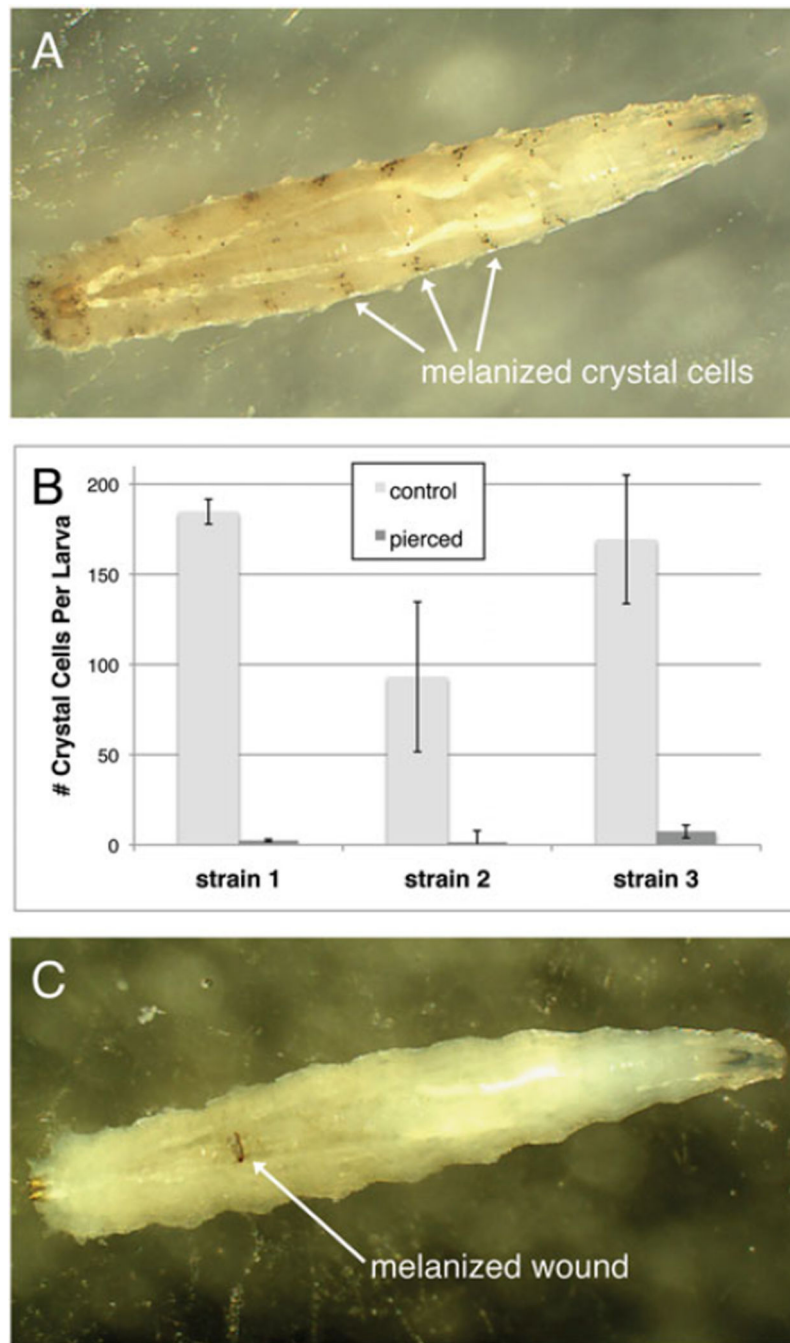 A
melanized crystal cells
B
# Crystal Cells Per Larva
200
150
100
50
0
control
pierced
strain 1
strain 2
strain 3
C
melanized wound